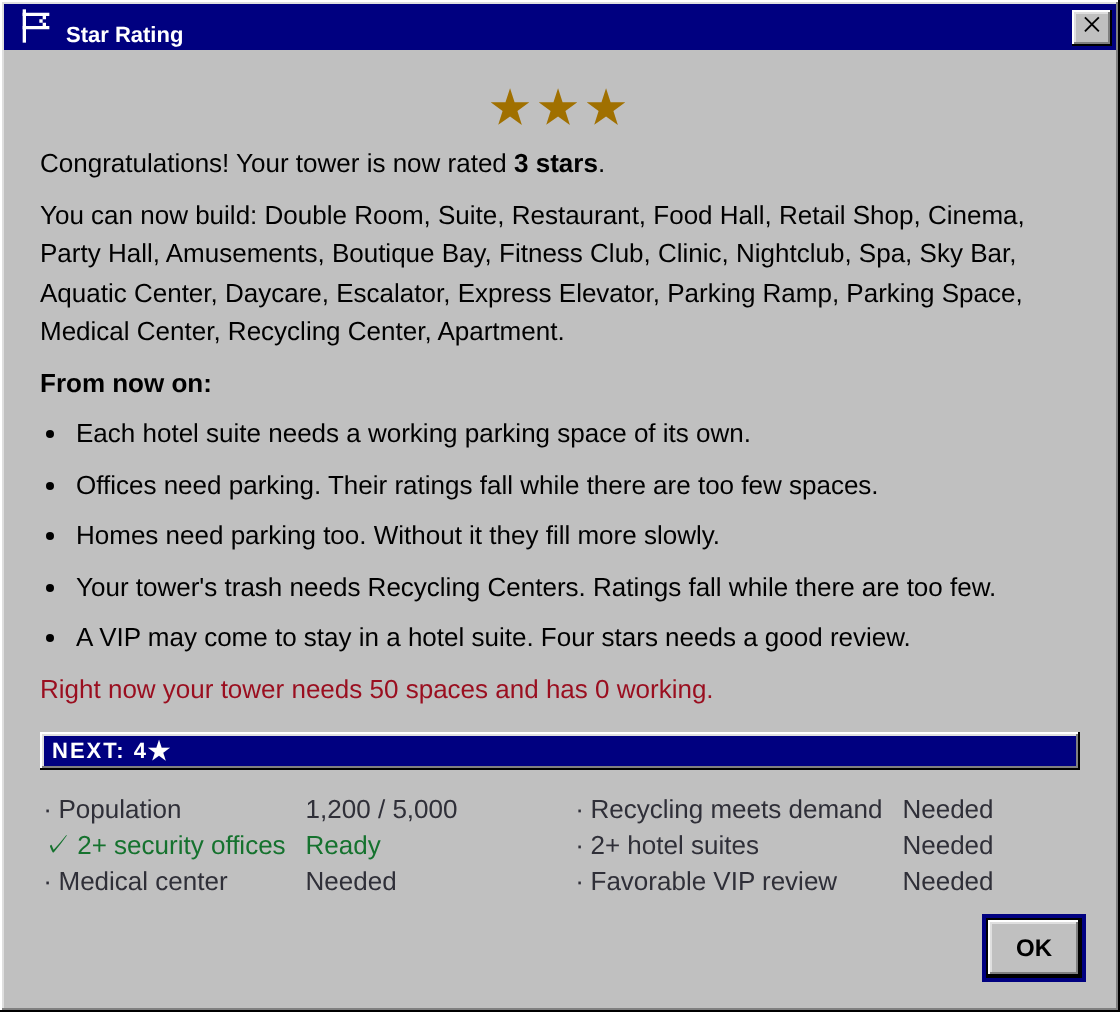 Star Rating
★★★
Congratulations! Your tower is now rated 3 stars.
You can now build: Double Room, Suite, Restaurant, Food Hall, Retail Shop, Cinema,
Party Hall, Amusements, Boutique Bay, Fitness Club, Clinic, Nightclub, Spa, Sky Bar,
Aquatic Center, Daycare, Escalator, Express Elevator, Parking Ramp, Parking Space,
Medical Center, Recycling Center, Apartment.
From now on:
• Each hotel suite needs a working parking space of its own.
• Offices need parking. Their ratings fall while there are too few spaces.
• Homes need parking too. Without it they fill more slowly.
• Your tower's trash needs Recycling Centers. Ratings fall while there are too few.
• A VIP may come to stay in a hotel suite. Four stars needs a good review.
Right now your tower needs 50 spaces and has 0 working.
NEXT: 4★
· Population 1,200 / 5,000 · Recycling meets demand Needed
✓ 2+ security offices Ready · 2+ hotel suites Needed
· Medical center Needed · Favorable VIP review Needed
OK